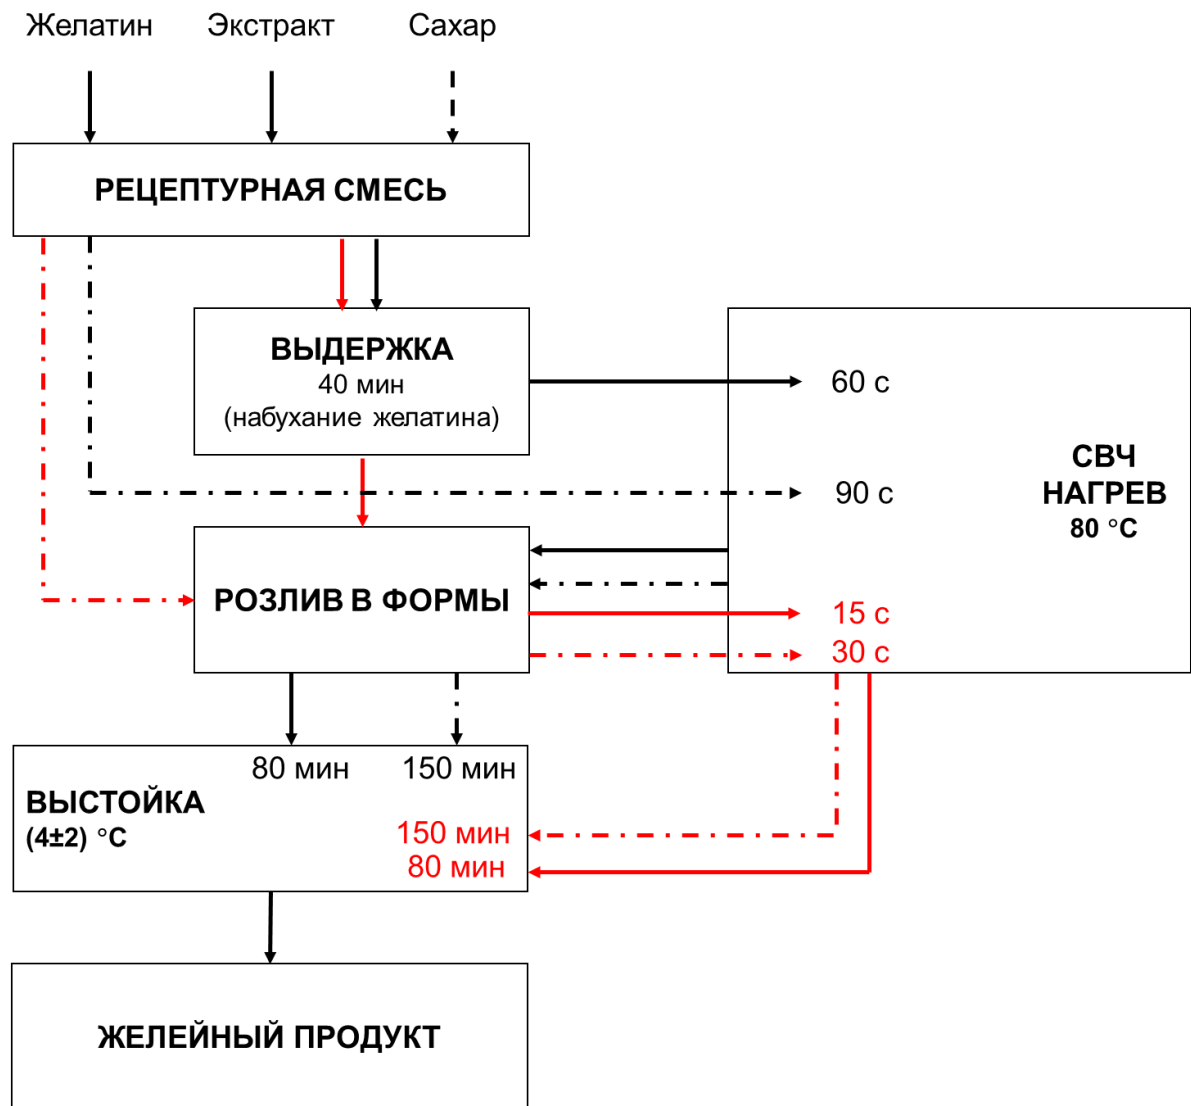 Желатин Экстракт Сахар
РЕЦЕПТУРНАЯ СМЕСЬ
ВЫДЕРЖКА
40 мин
(набухание желатина)
60 с
90 с
СВЧ
НАГРЕВ
80 °С
РОЗЛИВ В ФОРМЫ
15 с
30 с
80 мин 150 мин
ВЫСТОЙКА
(4±2) °С
150 мин
80 мин
ЖЕЛЕЙНЫЙ ПРОДУКТ